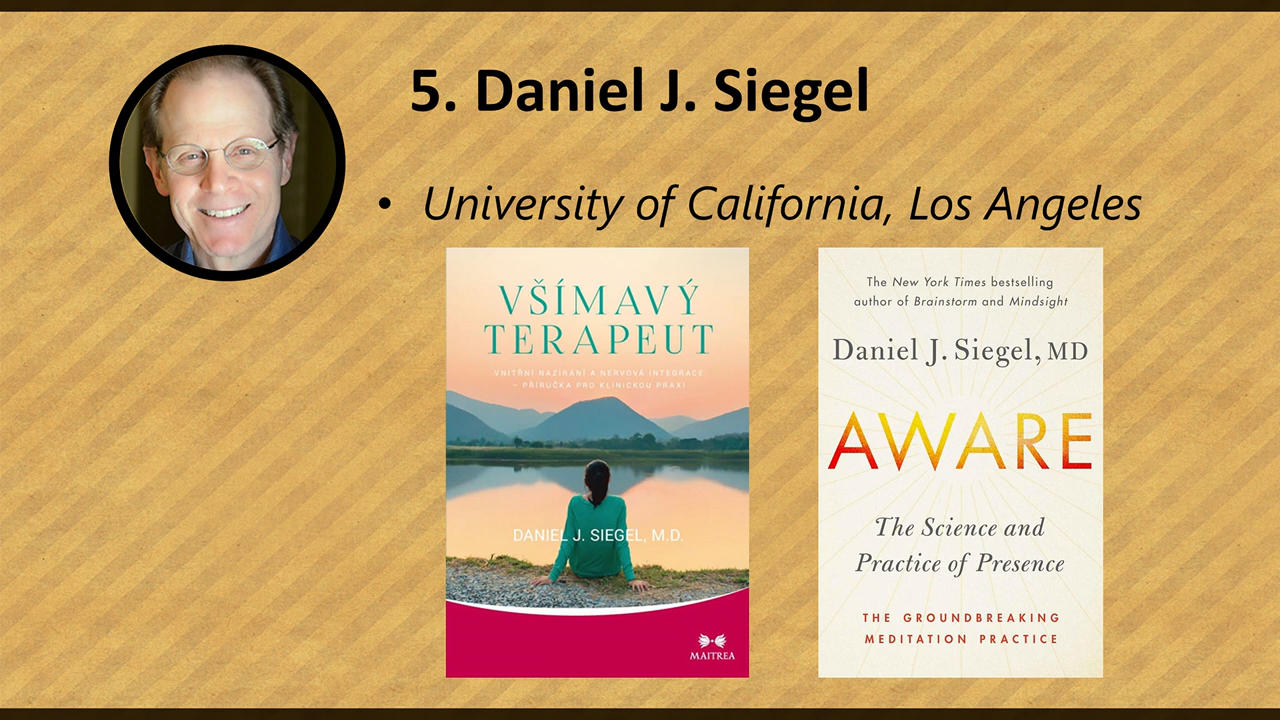 5. Daniel J. Siegel
• University of California, Los Angeles
VŠÍMAVÝ
TERAPEUT
VNITŘNÍ NAZÍRÁNÍ A NERVOVÁ INTEGRACE
– PŘÍRUČKA PRO KLINICKOU PRAXI
DANIEL J. SIEGEL, M.D.
MAITREA
The New York Times bestselling
author of Brainstorm and Mindsight
Daniel J. Siegel, MD
AWARE
The Science and
Practice of Presence
THE GROUNDBREAKING
MEDITATION PRACTICE